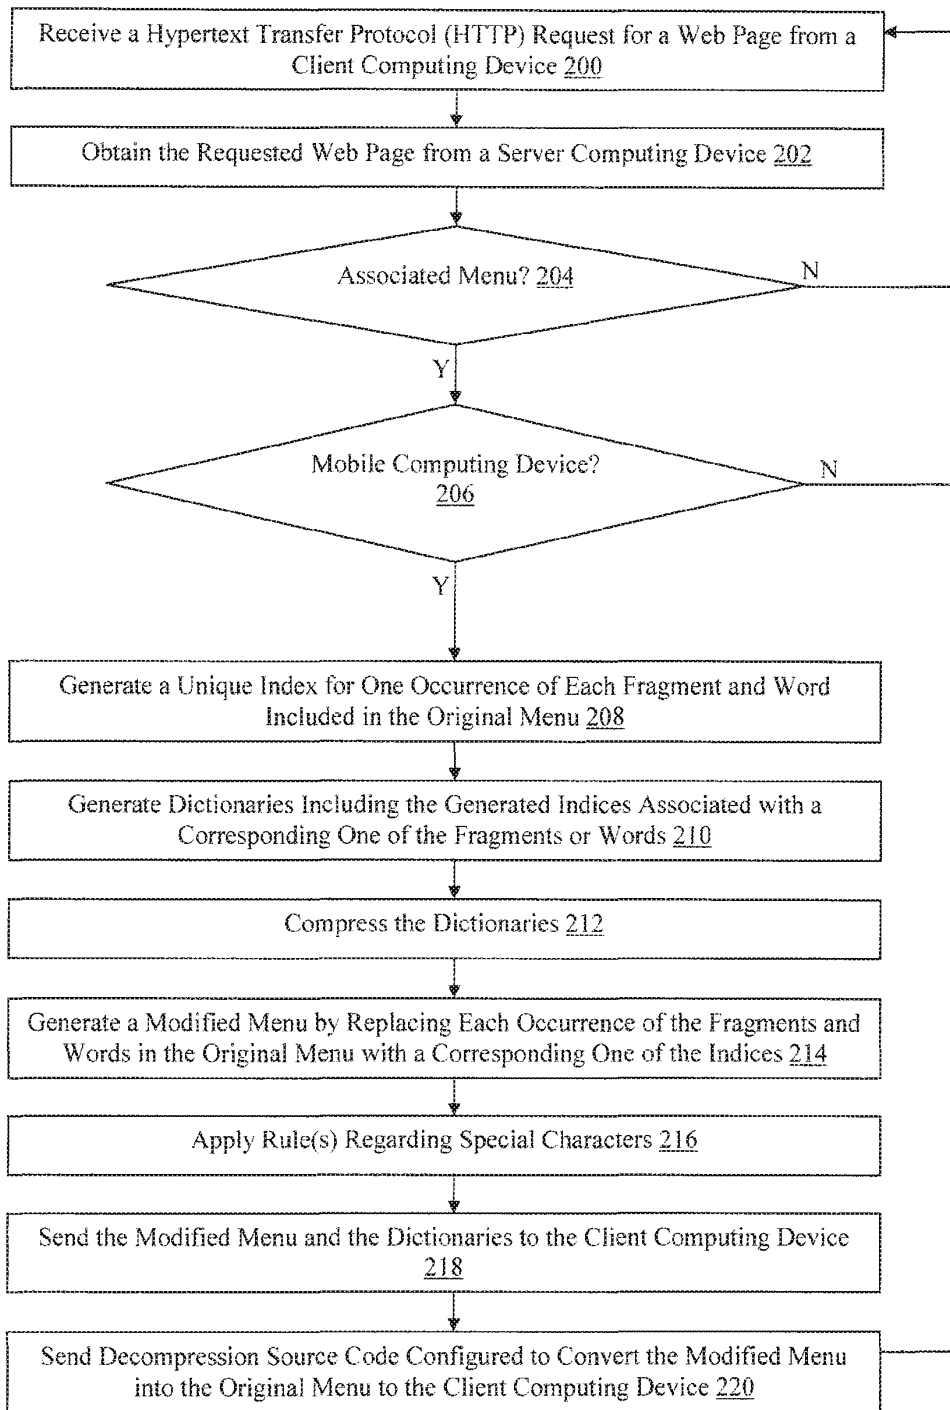 Receive a Hypertext Transfer Protocol (HTTP) Request for a Web Page from a
Client Computing Device 200
Obtain the Requested Web Page from a Server Computing Device 202
Associated Menu? 204
N
Y
Mobile Computing Device?
206
N
Y
Generate a Unique Index for One Occurrence of Each Fragment and Word
Included in the Original Menu 208
Generate Dictionaries Including the Generated Indices Associated with a
Corresponding One of the Fragments or Words 210
Compress the Dictionaries 212
Generate a Modified Menu by Replacing Each Occurrence of the Fragments and
Words in the Original Menu with a Corresponding One of the Indices 214
Apply Rule(s) Regarding Special Characters 216
Send the Modified Menu and the Dictionaries to the Client Computing Device
218
Send Decompression Source Code Configured to Convert the Modified Menu
into the Original Menu to the Client Computing Device 220